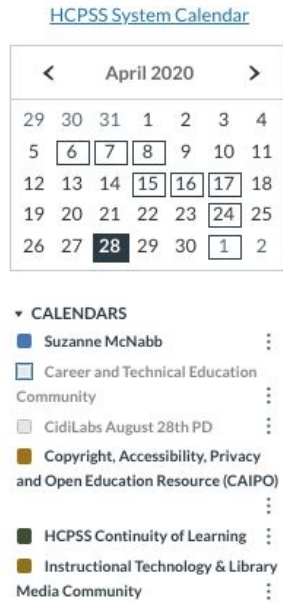 HCPSS System Calendar
April 2020
29 30 31 1 2 3 4
5 6 7 8 9 10 11
12 13 14 15 16 17 18
19 20 21 22 23 24 25
26 27 28 29 30 1 2
CALENDARS
Suzanne McNabb
Career and Technical Education
Community
CidiLabs August 28th PD
Copyright, Accessibility, Privacy
and Open Education Resource (CAIPO)
HCPSS Continuity of Learning
Instructional Technology & Library
Media Community